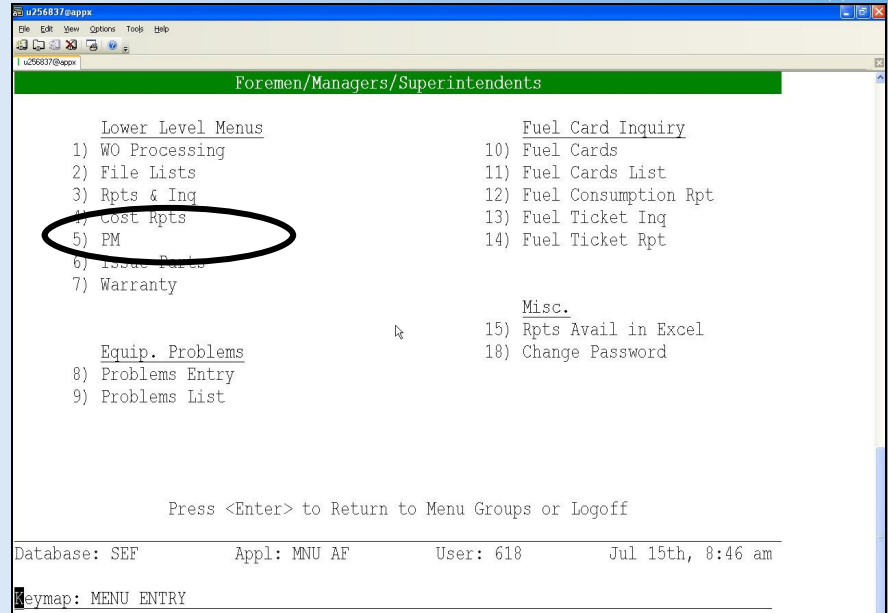 u256837@appx
File Edit View Options Tools Help
u256837@appx
Foremen/Managers/Superintendents
Lower Level Menus
1) WO Processing
2) File Lists
3) Rpts & Inq
4) Cost Rpts
5) PM
6) Issue Parts
7) Warranty
Equip. Problems
8) Problems Entry
9) Problems List
Fuel Card Inquiry
10) Fuel Cards
11) Fuel Cards List
12) Fuel Consumption Rpt
13) Fuel Ticket Inq
14) Fuel Ticket Rpt
Misc.
15) Rpts Avail in Excel
18) Change Password
Press <Enter> to Return to Menu Groups or Logoff
Database: SEF Appl: MNU AF User: 618 Jul 15th, 8:46 am
Keymap: MENU ENTRY